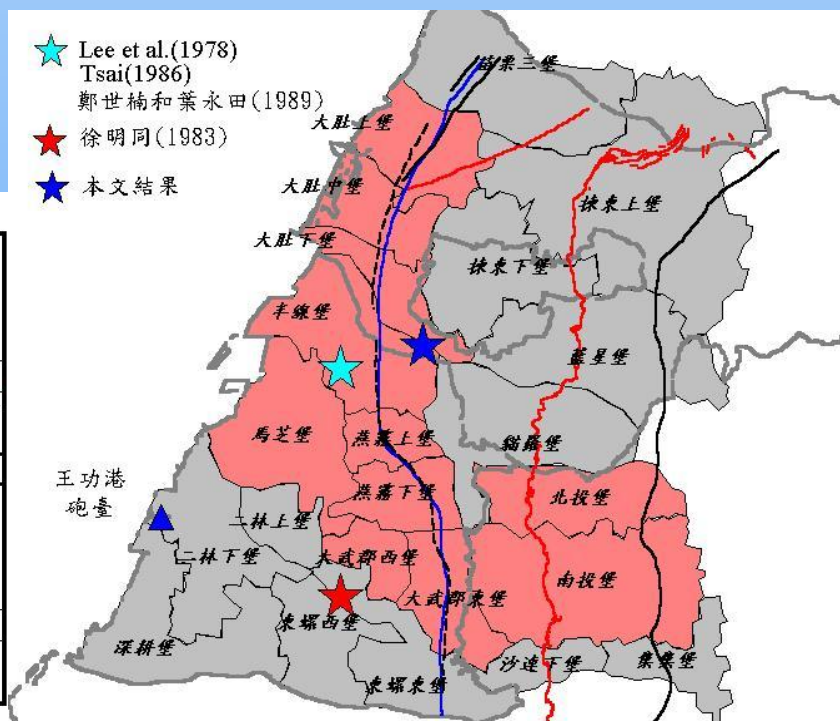 Lee et al.(1978)
Tsai(1986)
鄭世楠和葉永田(1989)
徐明同(1983)
本文結果
苗栗三堡
大肚上堡
大肚中堡
揀東上堡
大肚下堡
揀東下堡
半線堡
藍星堡
馬芝堡
燕霧上堡
貓羅堡
王功港
砲臺
燕霧下堡
北投堡
二林上堡
二林下堡
大武郡西堡
南投堡
大武郡東堡
東螺西堡
深耕堡
沙連下堡
集集堡
東螺東堡